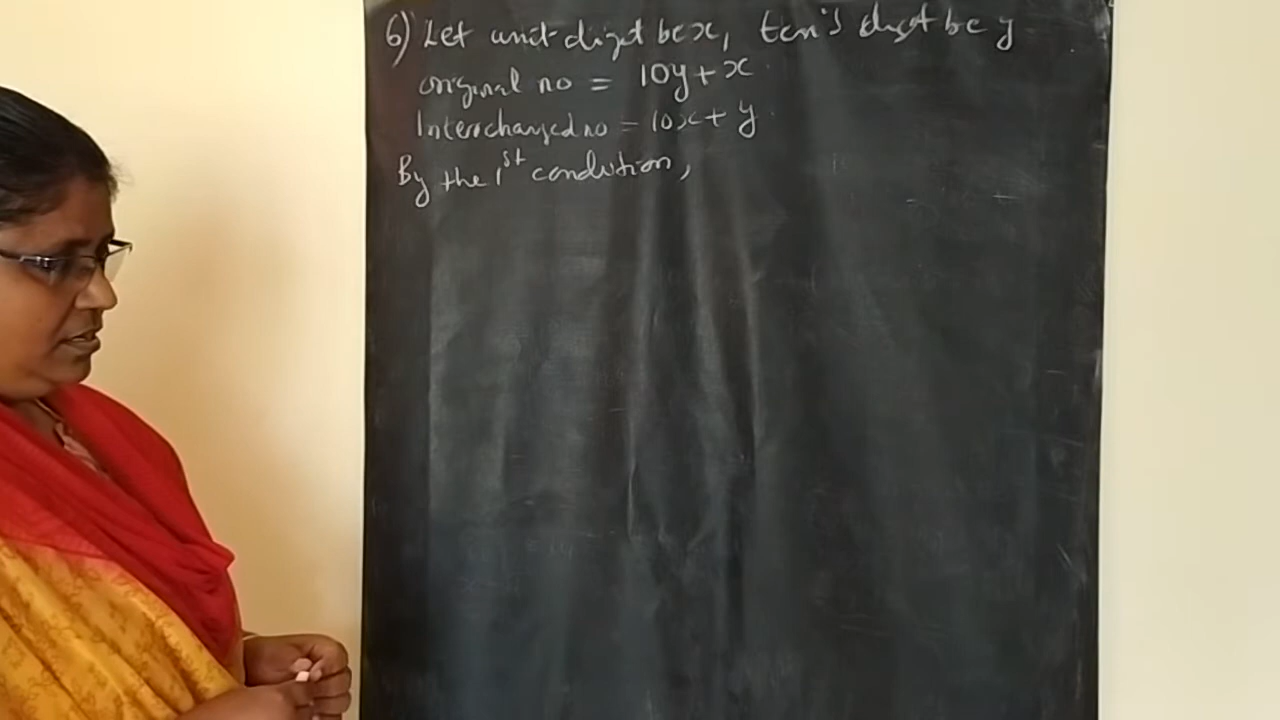 6) Let unit digit be x, ten's digit be y
original no = 10y + x
Interchanged no = 10x + y
By the 1st condition,